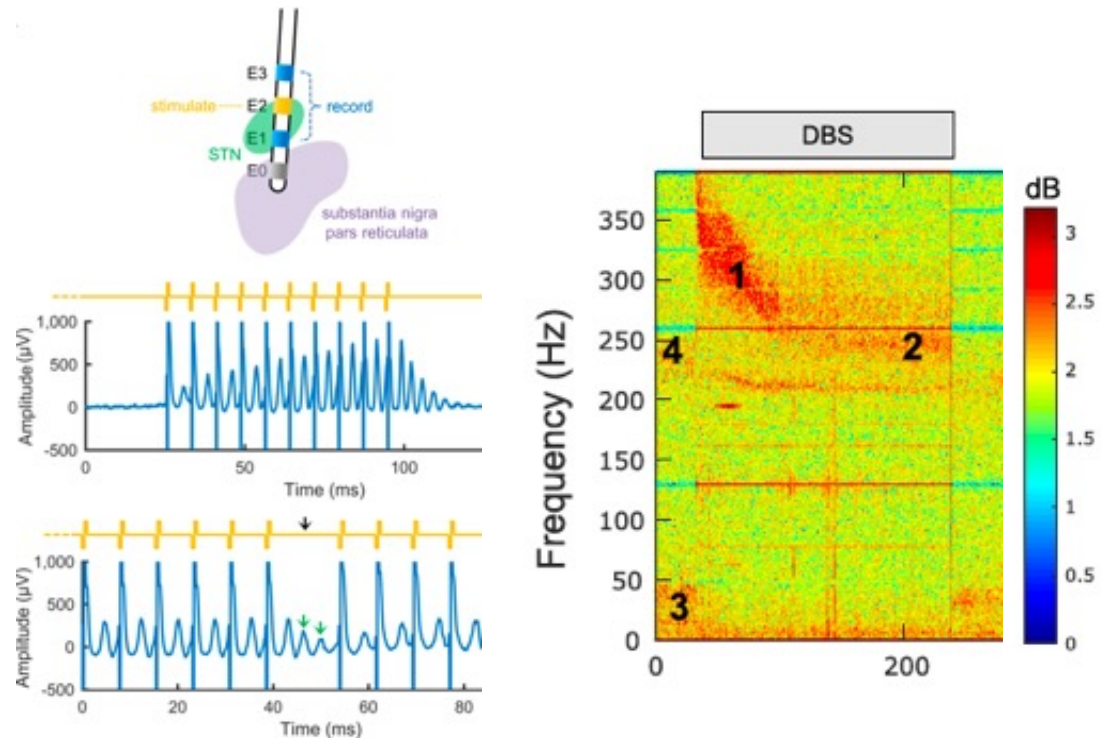 E3
stimulate
E2
record
E1
STN
E0
substantia nigra
pars reticulata
1,000
500
0
-500
Amplitude (µV)
0
50
100
Time (ms)
1,000
500
0
-500
Amplitude (µV)
0
20
40
60
80
Time (ms)
DBS
dB
350
300
250
200
150
100
50
0
Frequency (Hz)
1
2
4
3
0
200
3
2.5
2
1.5
1
0.5
0